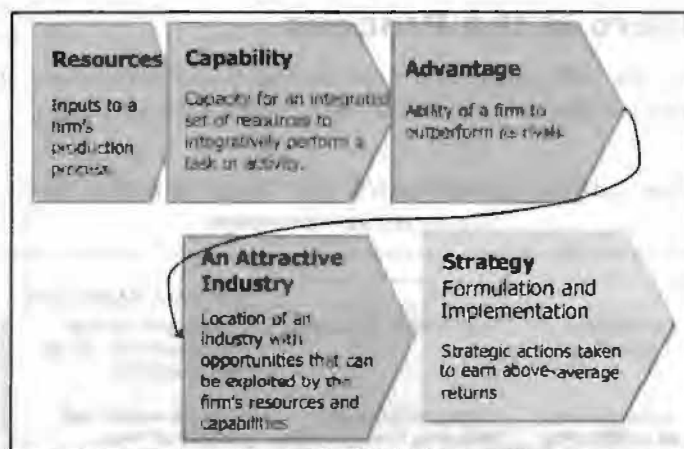 Resources
Inputs to a
firm's
production
process.
Capability
Capacity for an integrated
set of resources to
integratively perform a
task or activity.
Advantage
Ability of a firm to
outperform its rivals.
An Attractive
Industry
Location of an
industry with
opportunities that can
be exploited by the
firm's resources and
capabilities
Strategy
Formulation and
Implementation
Strategic actions taken
to earn above-average
returns